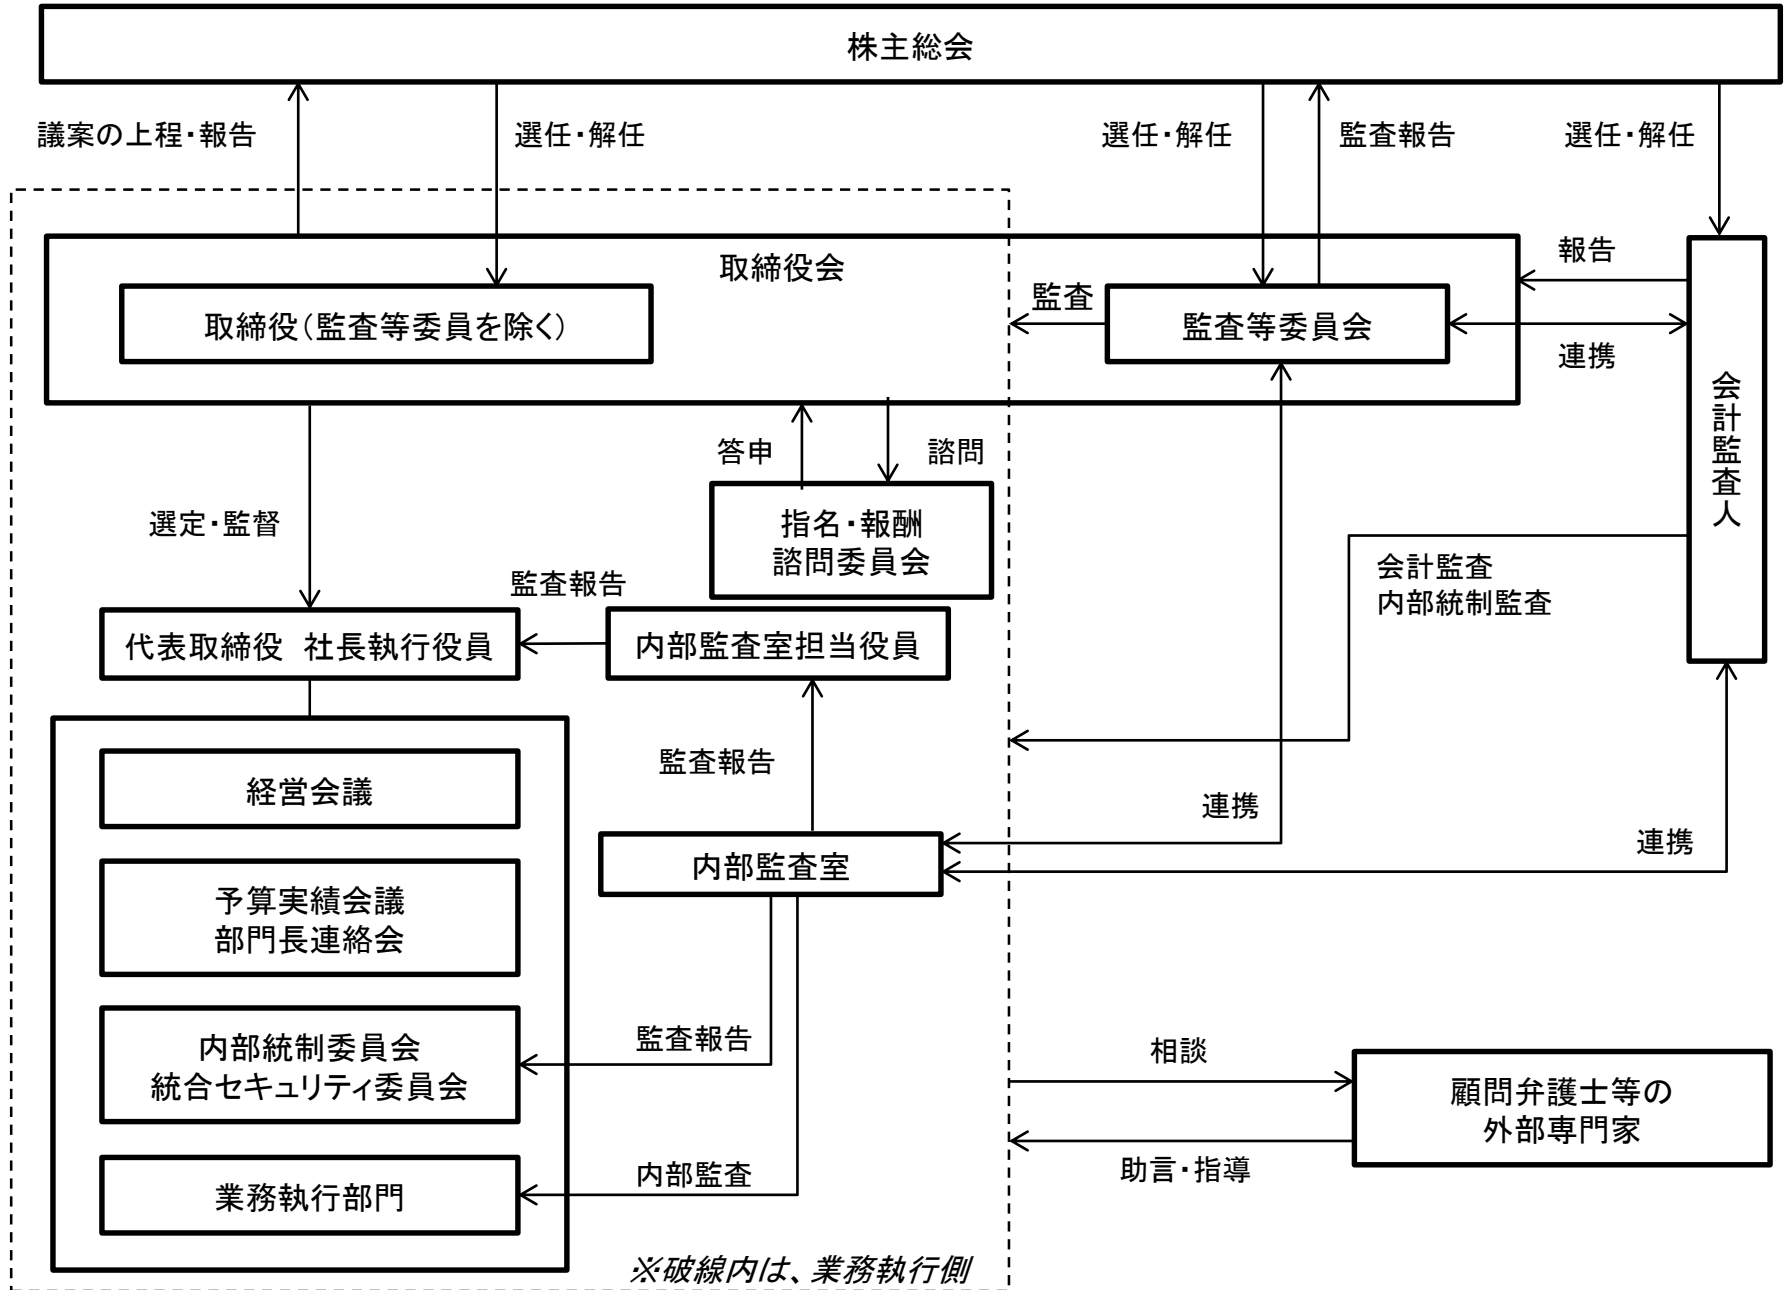 株主総会
議案の上程・報告
選任・解任
選任・解任
監査報告
選任・解任
取締役会
取締役(監査等委員を除く)
監査
監査等委員会
報告
連携
会計監査人
答申
諮問
選定・監督
指名・報酬
諮問委員会
会計監査
内部統制監査
監査報告
代表取締役 社長執行役員
内部監査室担当役員
監査報告
経営会議
連携
連携
内部監査室
予算実績会議
部門長連絡会
監査報告
内部統制委員会
統合セキュリティ委員会
相談
顧問弁護士等の
外部専門家
助言・指導
内部監査
業務執行部門
※破線内は、業務執行側